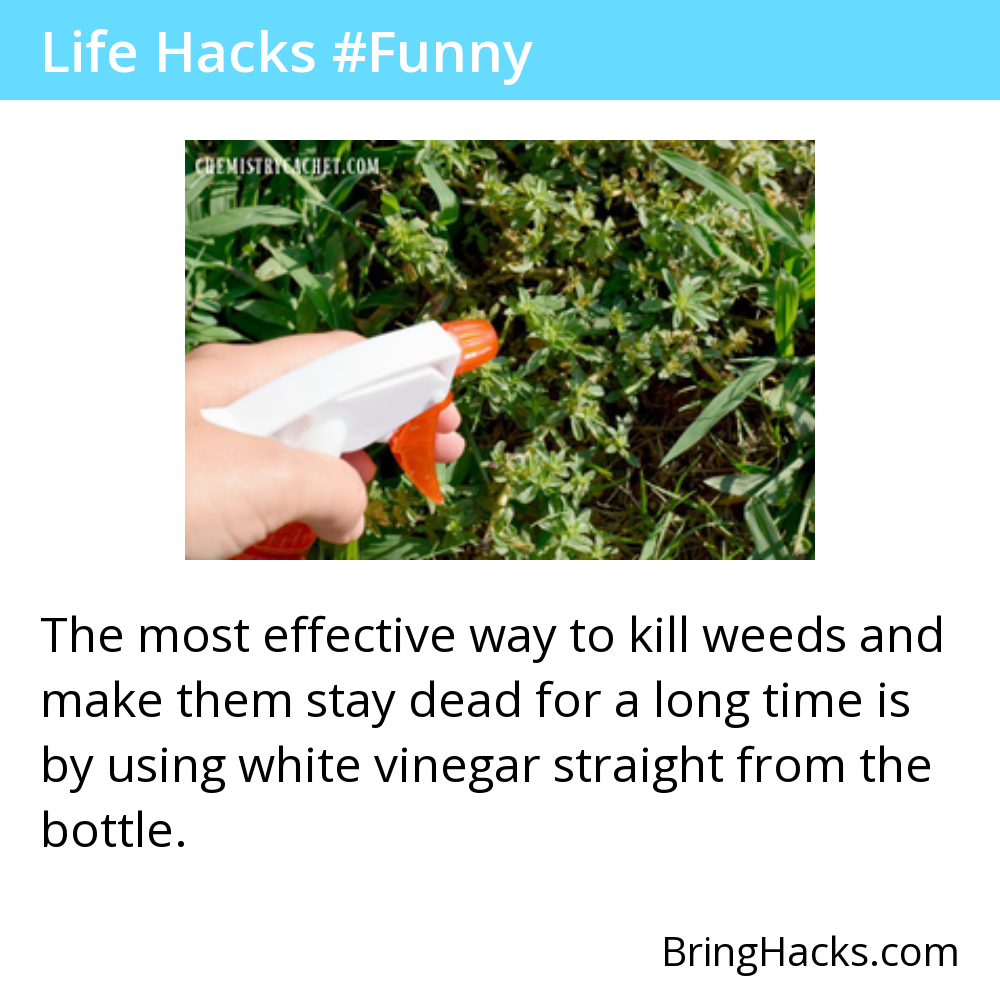 Life Hacks #Funny
CHEMISTRYCACHET.COM
The most effective way to kill weeds and
make them stay dead for a long time is
by using white vinegar straight from the
bottle.
BringHacks.com